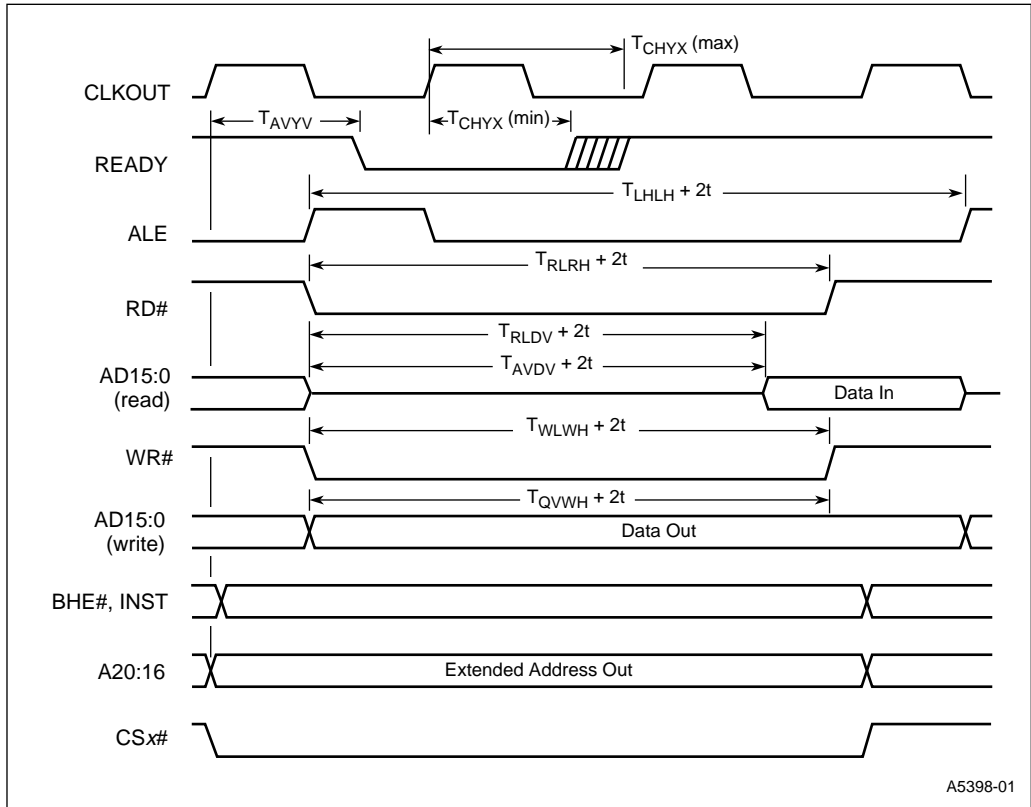 T_CHYX (max)
CLKOUT
T_AVYV
T_CHYX (min)
READY
T_LHLH + 2t
ALE
T_RLRH + 2t
RD#
T_RLDV + 2t
T_AVDV + 2t
AD15:0
(read)
Data In
T_WLWH + 2t
WR#
T_QVWH + 2t
AD15:0
(write)
Data Out
BHE#, INST
A20:16
Extended Address Out
CSx#
A5398-01